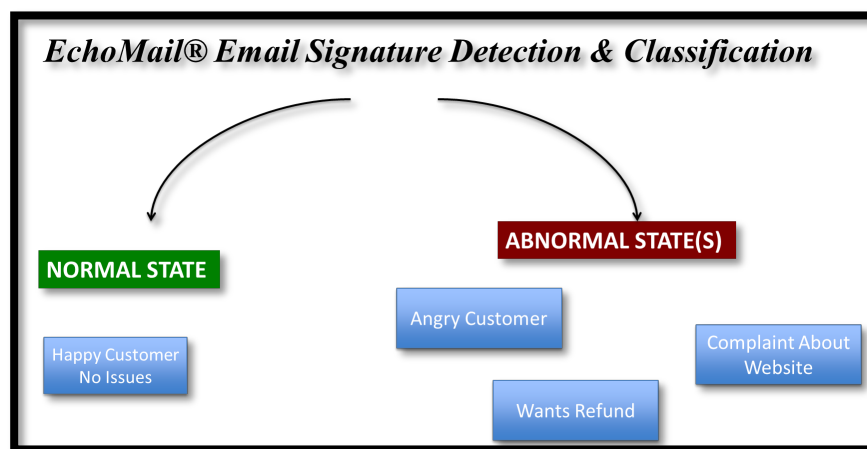 EchoMail® Email Signature Detection & Classification
NORMAL STATE
ABNORMAL STATE(S)
Happy Customer
No Issues
Angry Customer
Complaint About
Website
Wants Refund